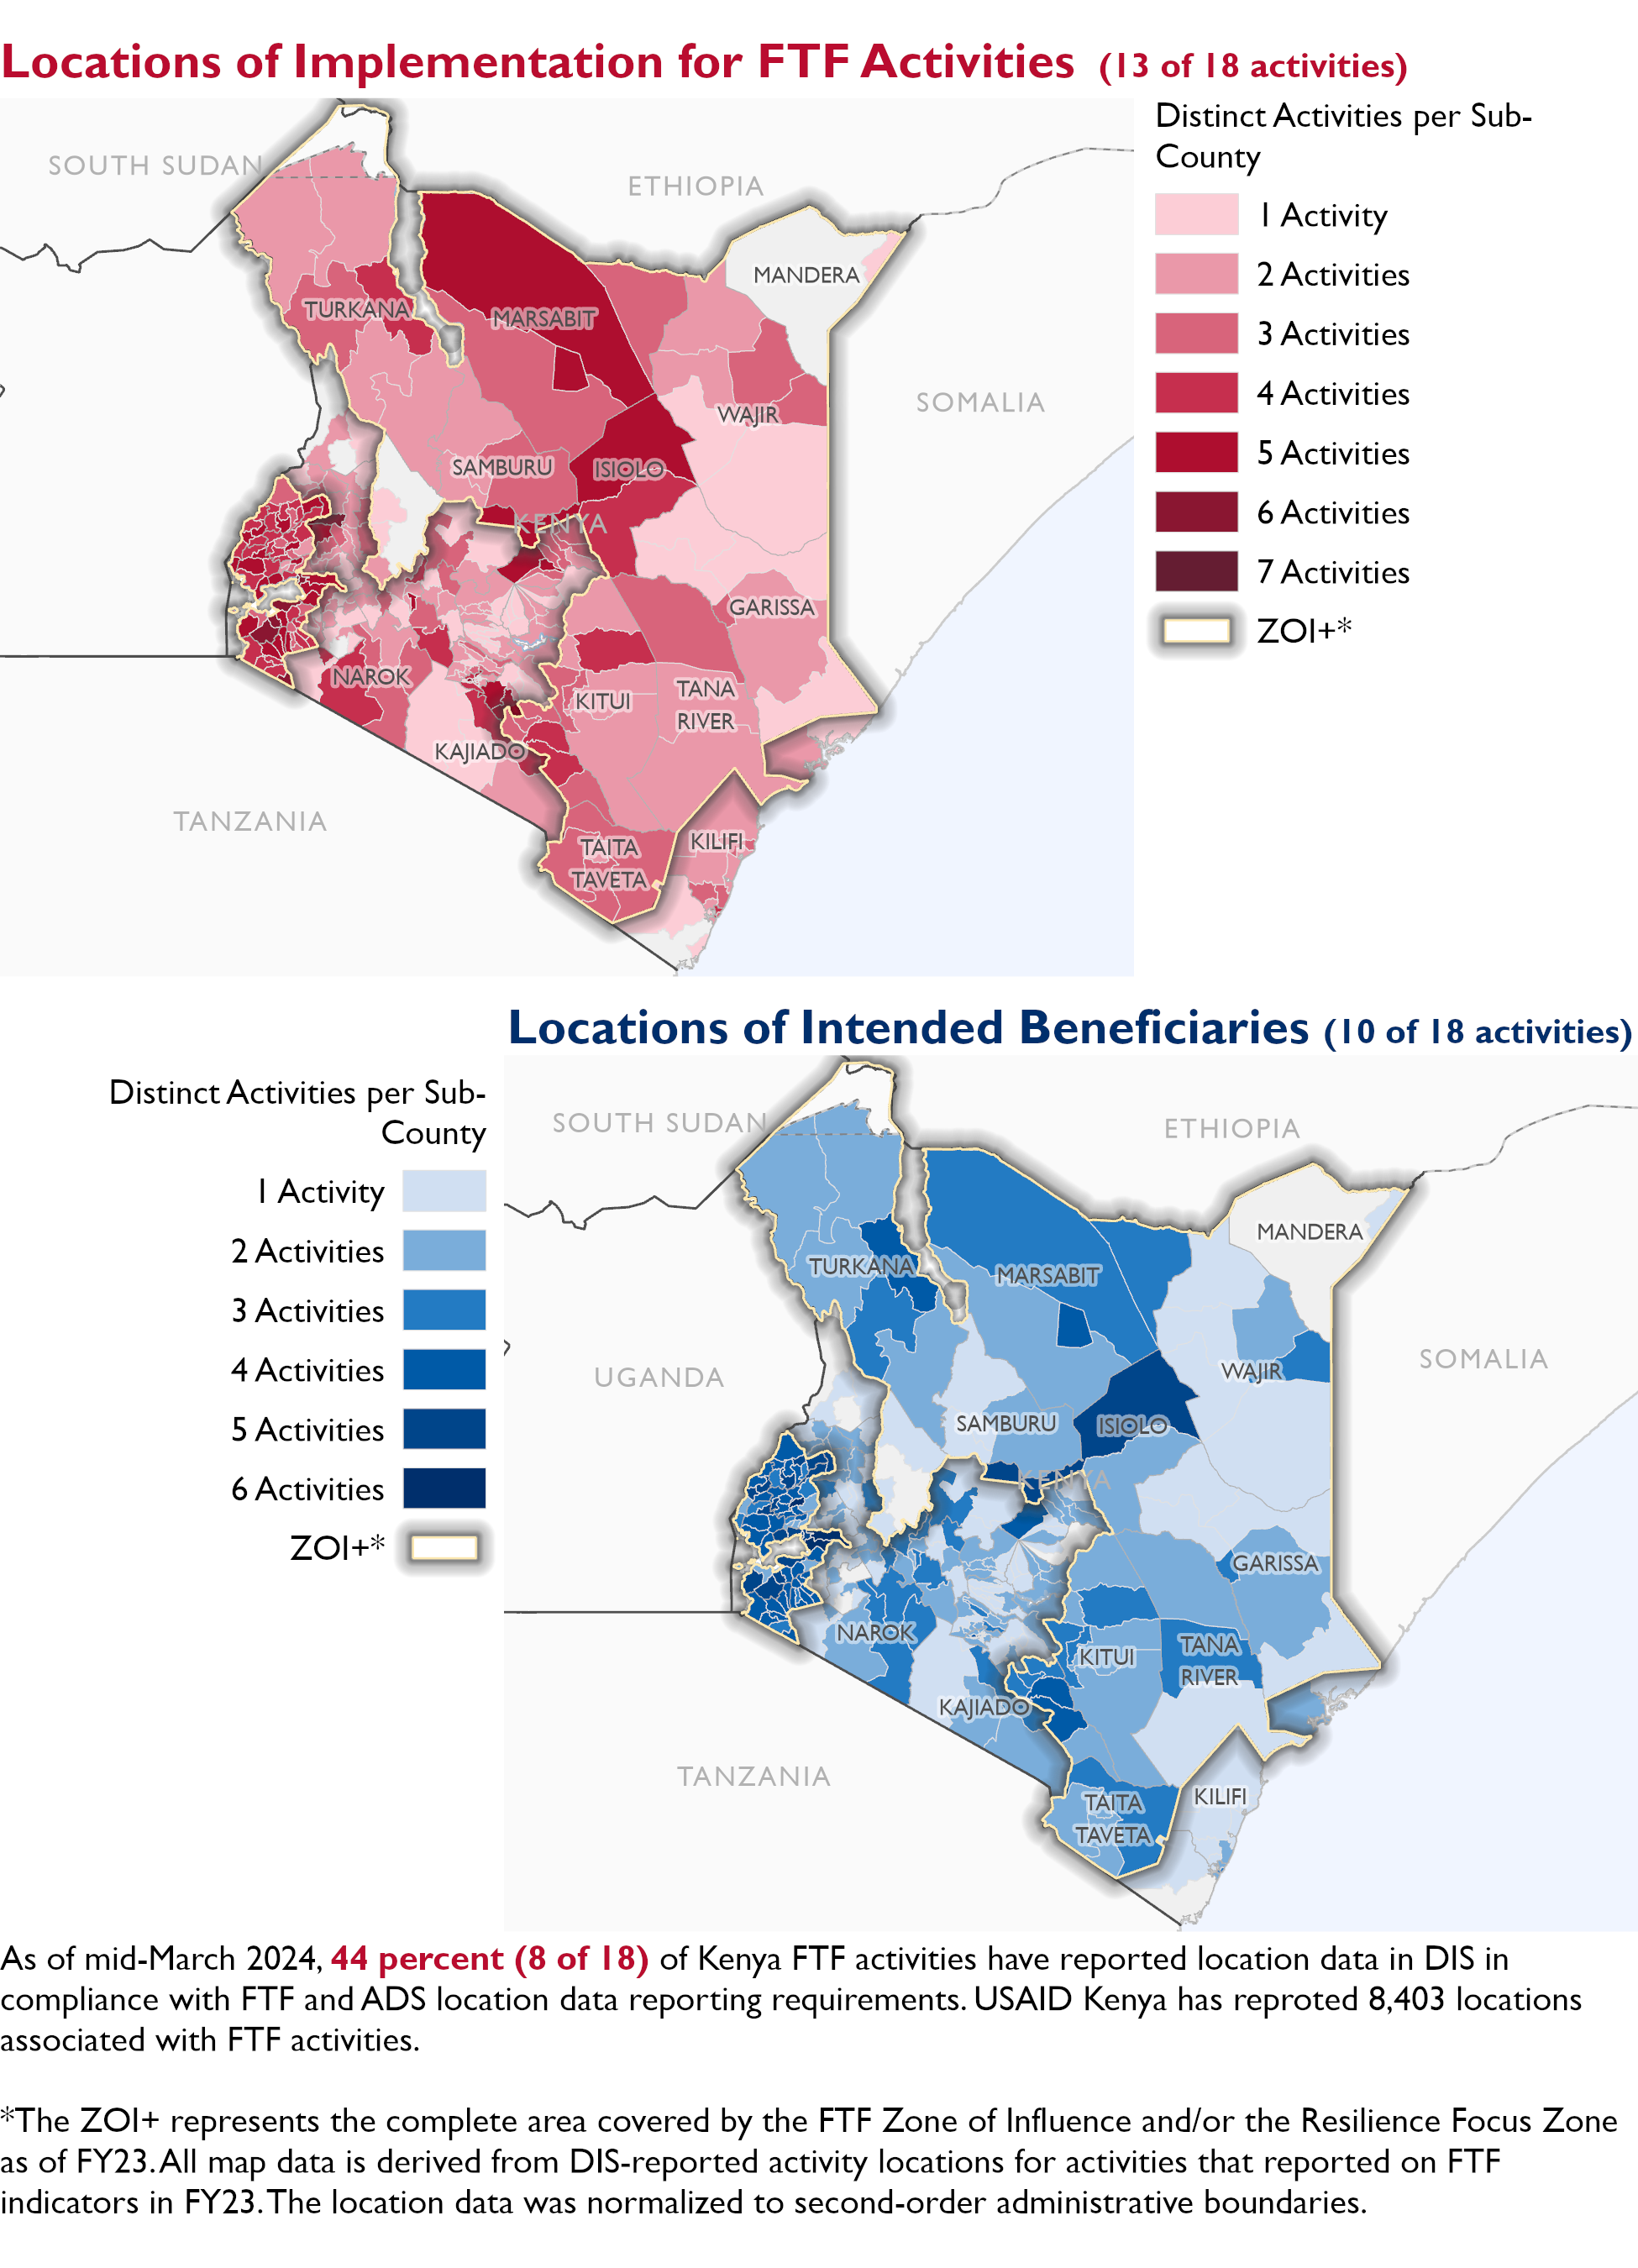 Locations of Implementation for FTF Activities (13 of 18 activities)
Distinct Activities per Sub-
County
1 Activity
2 Activities
3 Activities
4 Activities
5 Activities
6 Activities
7 Activities
ZOI+*
SOUTH SUDAN
ETHIOPIA
MANDERA
TURKANA
MARSABIT
SOMALIA
WAJIR
SAMBURU
ISIOLO
KENYA
GARISSA
NAROK
KITUI
TANA
RIVER
KAJIADO
TANZANIA
TAITA
TAVETA
KILIFI
Locations of Intended Beneficiaries (10 of 18 activities)
Distinct Activities per Sub-
County
1 Activity
2 Activities
3 Activities
4 Activities
5 Activities
6 Activities
ZOI+*
SOUTH SUDAN
ETHIOPIA
MANDERA
TURKANA
MARSABIT
UGANDA
SOMALIA
WAJIR
SAMBURU
ISIOLO
KENYA
GARISSA
NAROK
KITUI
TANA
RIVER
KAJIADO
TANZANIA
TAITA
TAVETA
KILIFI
As of mid-March 2024, 44 percent (8 of 18) of Kenya FTF activities have reported location data in DIS in
compliance with FTF and ADS location data reporting requirements. USAID Kenya has reproted 8,403 locations
associated with FTF activities.
*The ZOI+ represents the complete area covered by the FTF Zone of Influence and/or the Resilience Focus Zone
as of FY23. All map data is derived from DIS-reported activity locations for activities that reported on FTF
indicators in FY23. The location data was normalized to second-order administrative boundaries.